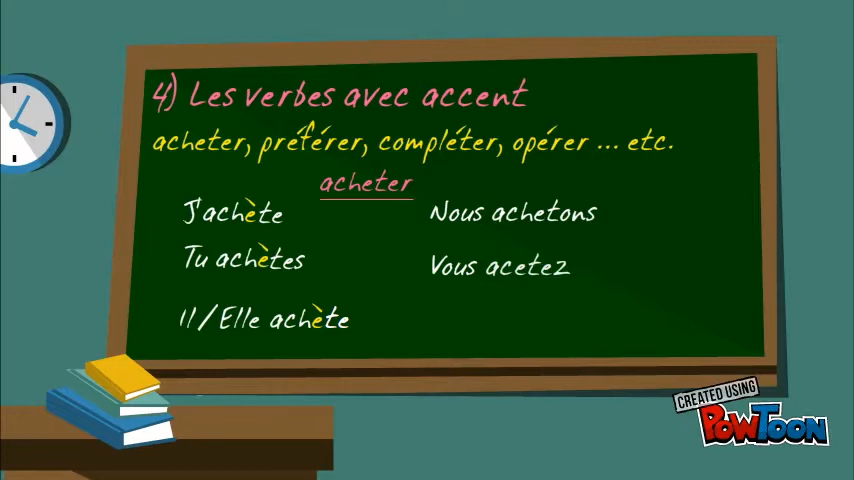 4) Les verbes avec accent
acheter, préférer, compléter, opérer ... etc.
acheter
J'achète
Nous achetons
Tu achètes
Vous acetez
Il/Elle achète
CREATED USING
POWTOON